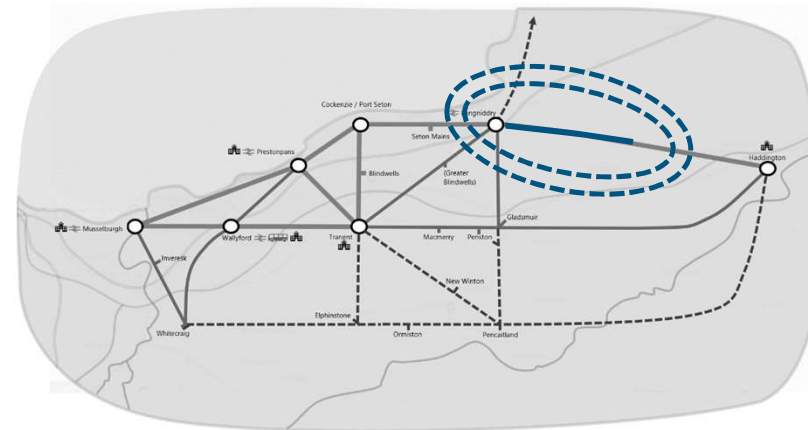 Cockenzie / Port Seton
ongniddry
Seton Mains
Prestonpans
Haddington
Blindwells
(Greater
Blindwells)
Gladsmuir
Musselburgh
Wallyford
Tranent
Macmerry
Penston
Inveresk
New Winton
Elphinstone
Whitecraig
Ormiston
Pencaitland